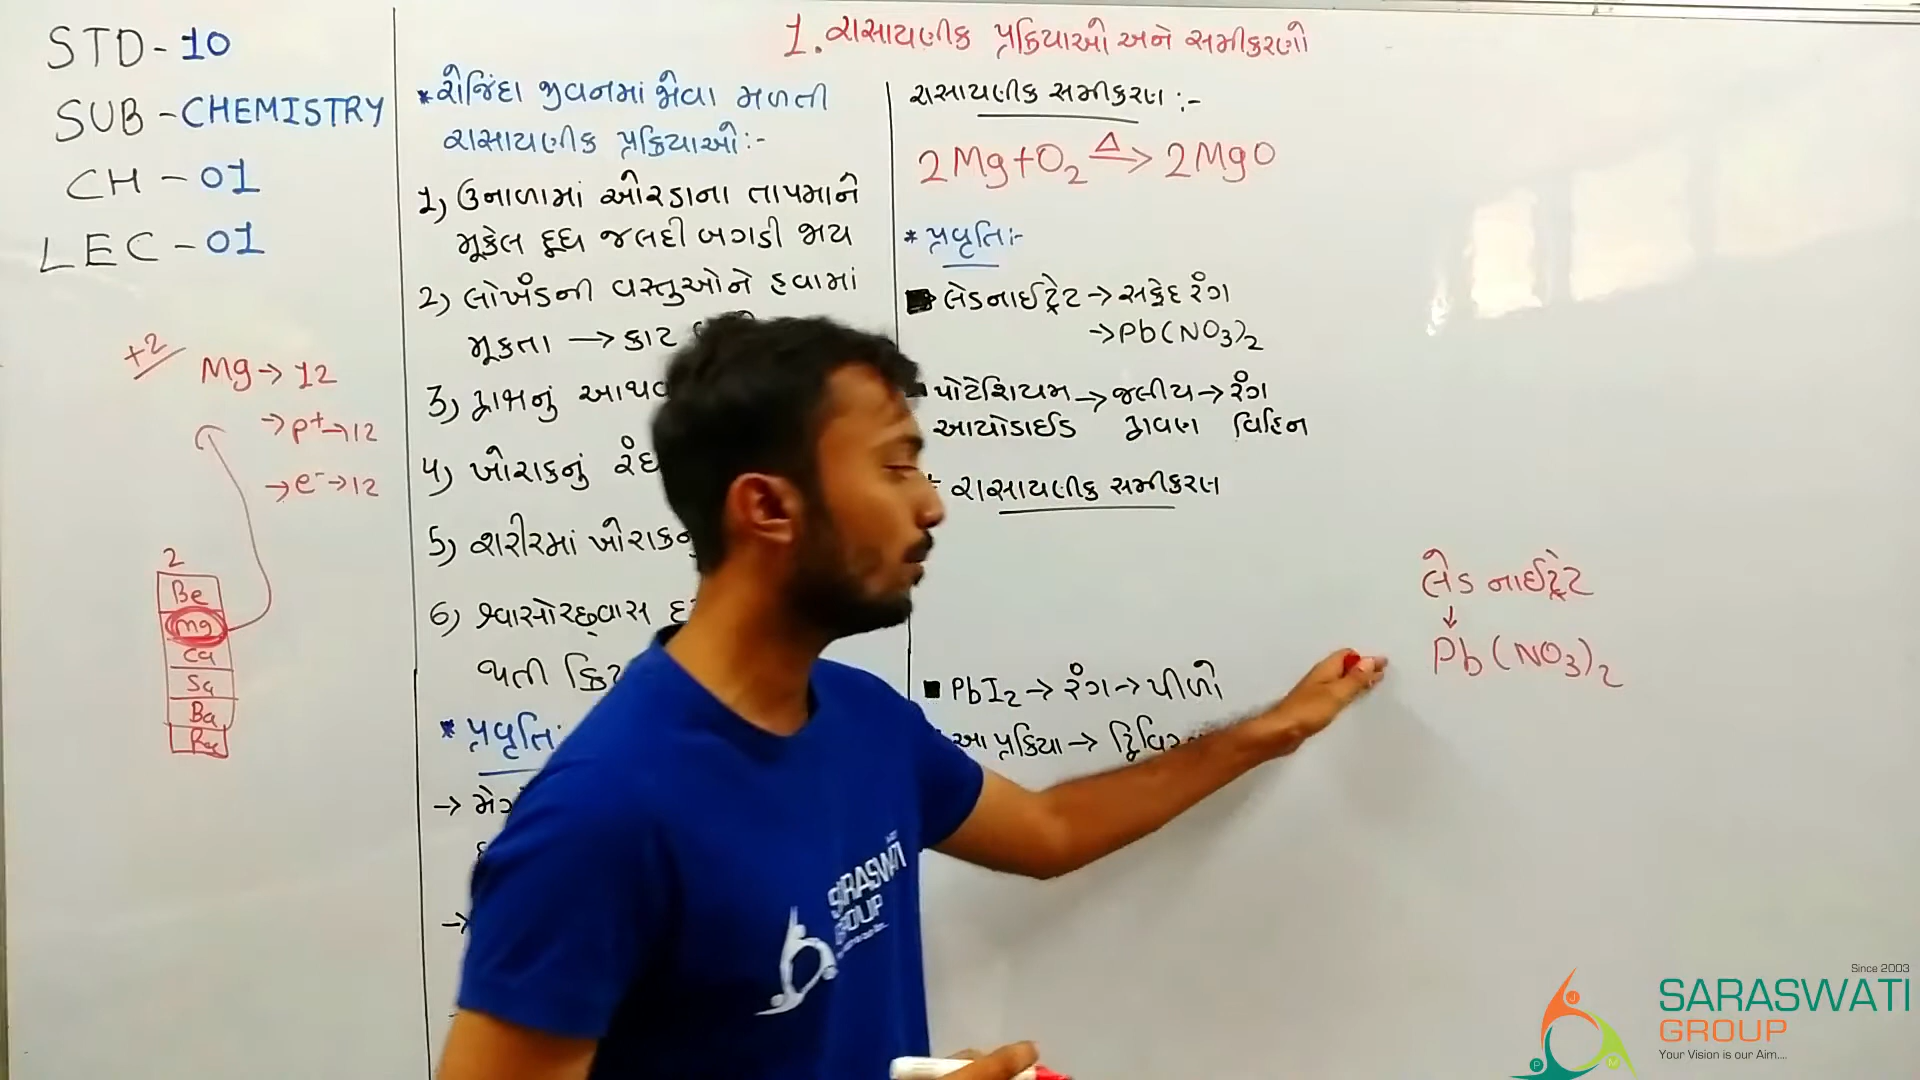 STD-10
SUB-CHEMISTRY
CH-01
LEC-01
+2
Mg→12
→p⁺→12
→e⁻→12
2
Be
mg
Ca
Sa
Ba
Ra
1. રાસાયણીક પ્રક્રિયાઓ અને સમીકરણો
* રોજિંદા જીવનમાં જોવા મળતી
રાસાયણીક પ્રક્રિયાઓ:-
1) ઉનાળામાં ઓરડાના તાપમાને
મૂકેલ દૂધ જલદી બગડી જાય
2) લોખંડની વસ્તુઓને હવામાં
મૂકતા → કાટ
3) દ્રાક્ષનું
4) ખોરાકનું
5) શરીરમાં
6) શ્વાસોચ્છ્વાસ
થતી
* પ્રવૃતિ:
રાસાયણીક સમીકરણ :-
2Mg+O₂ △→ 2MgO
* પ્રવૃતિ:-
લેડનાઈટ્રેટ → સફેદ રંગ
→Pb(NO₃)₂
પોટેશિયમ → જલીય → રંગ
આયોડાઈડ દ્રાવણ વિહિન
* રાસાયણીક સમીકરણ
■ PbI₂ → રંગ → પીળો
આ પ્રક્રિયા →
લેડ નાઈટ્રેટ
↓
Pb(NO₃)₂
SARASWATI
GROUP
Since 2003
SARASWATI
GROUP
Your Vision is our Aim....